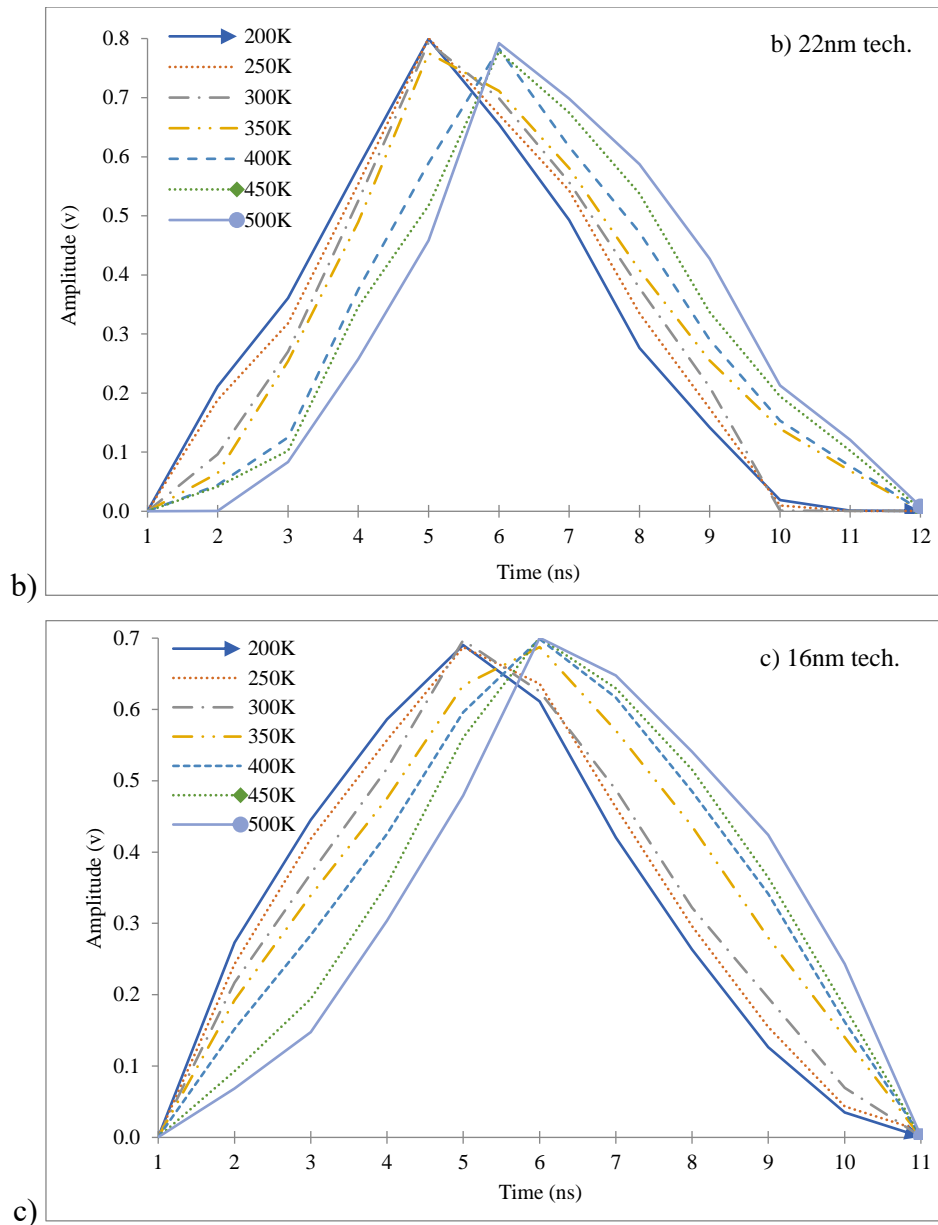 b) 22nm tech.
200K
250K
300K
350K
400K
450K
500K
Amplitude (v)
0.8
0.7
0.6
0.5
0.4
0.3
0.2
0.1
0.0
1 2 3 4 5 6 7 8 9 10 11 12
Time (ns)
b)
c) 16nm tech.
200K
250K
300K
350K
400K
450K
500K
Amplitude (v)
0.7
0.6
0.5
0.4
0.3
0.2
0.1
0.0
1 2 3 4 5 6 7 8 9 10 11
Time (ns)
c)